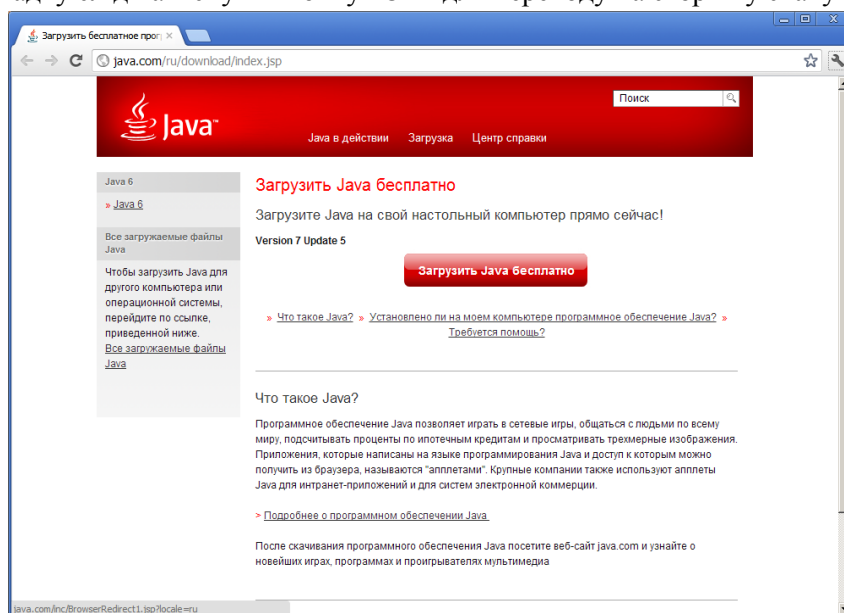 Загрузить бесплатное прог
java.com/ru/download/index.jsp
Поиск
Java™
Java в действии Загрузка Центр справки
Java 6
» Java 6
Все загружаемые файлы
Java
Чтобы загрузить Java для
другого компьютера или
операционной системы,
перейдите по ссылке,
приведенной ниже.
Все загружаемые файлы
Java
Загрузить Java бесплатно
Загрузите Java на свой настольный компьютер прямо сейчас!
Version 7 Update 5
Загрузить Java бесплатно
» Что такое Java? » Установлено ли на моем компьютере программное обеспечение Java? »
Требуется помощь?
Что такое Java?
Программное обеспечение Java позволяет играть в сетевые игры, общаться с людьми по всему
миру, подсчитывать проценты по ипотечным кредитам и просматривать трехмерные изображения.
Приложения, которые написаны на языке программирования Java и доступ к которым можно
получить из браузера, называются "апплетами". Крупные компании также используют апплеты
Java для интранет-приложений и для систем электронной коммерции.
> Подробнее о программном обеспечении Java
После скачивания программного обеспечения Java посетите веб-сайт java.com и узнайте о
новейших играх, программах и проигрывателях мультимедиа
java.com/inc/BrowserRedirect1.jsp?locale=ru